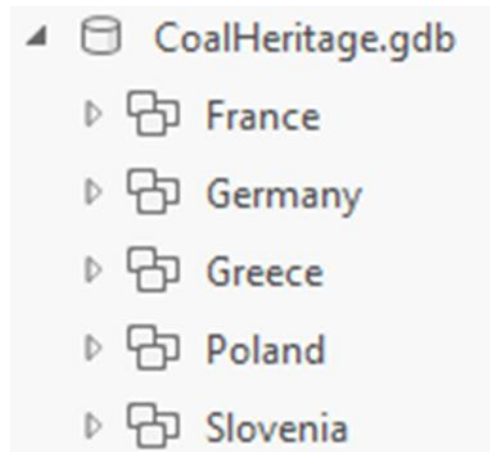 CoalHeritage.gdb
France
Germany
Greece
Poland
Slovenia